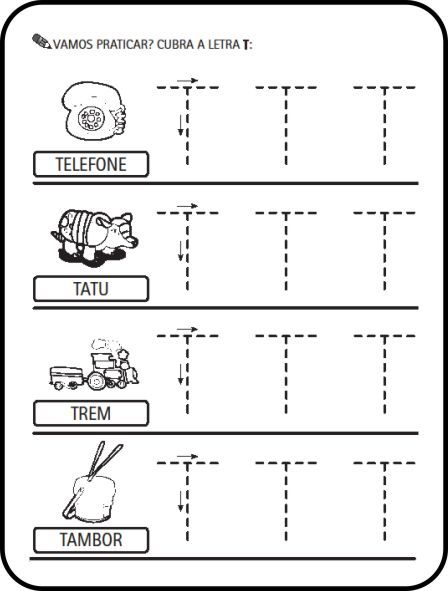 VAMOS PRATICAR? CUBRA A LETRA T:
T T T
TELEFONE
T T T
TATU
T T T
TREM
T T T
TAMBOR